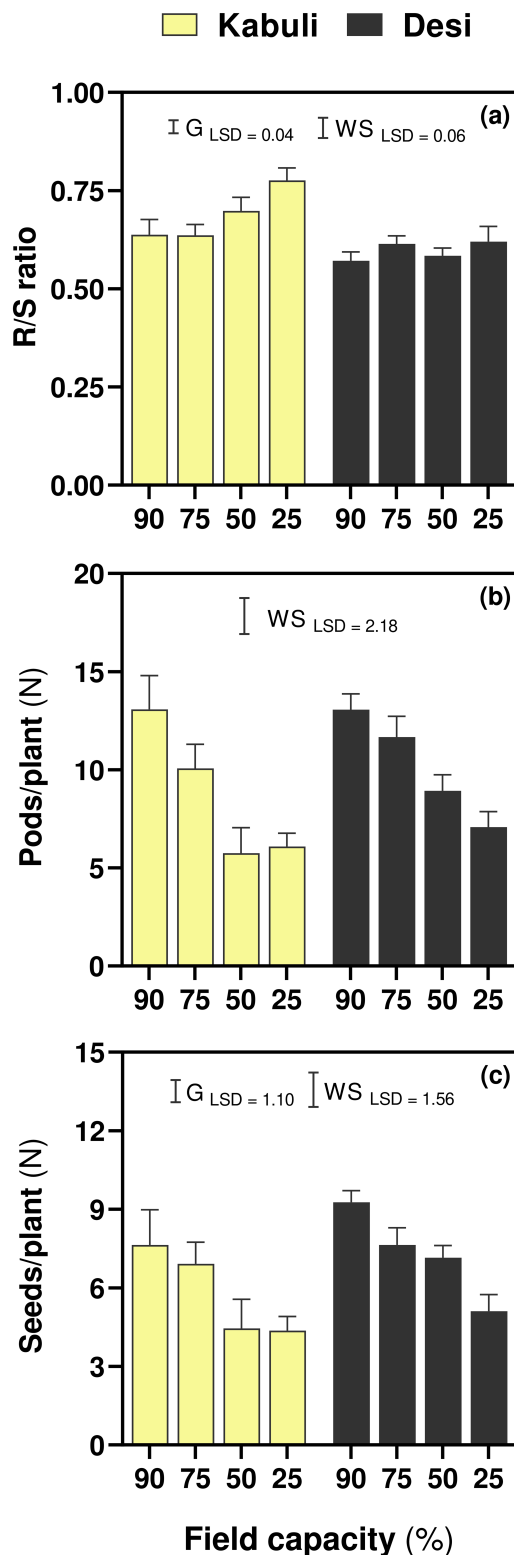 Kabuli Desi
1.00
(a)
G LSD = 0.04 WS LSD = 0.06
0.75
0.50
0.25
0.00
R/S ratio
90 75 50 25 90 75 50 25
20
(b)
WS LSD = 2.18
15
10
5
0
Pods/plant (N)
90 75 50 25 90 75 50 25
15
(c)
G LSD = 1.10 WS LSD = 1.56
12
9
6
3
0
Seeds/plant (N)
90 75 50 25 90 75 50 25
Field capacity (%)